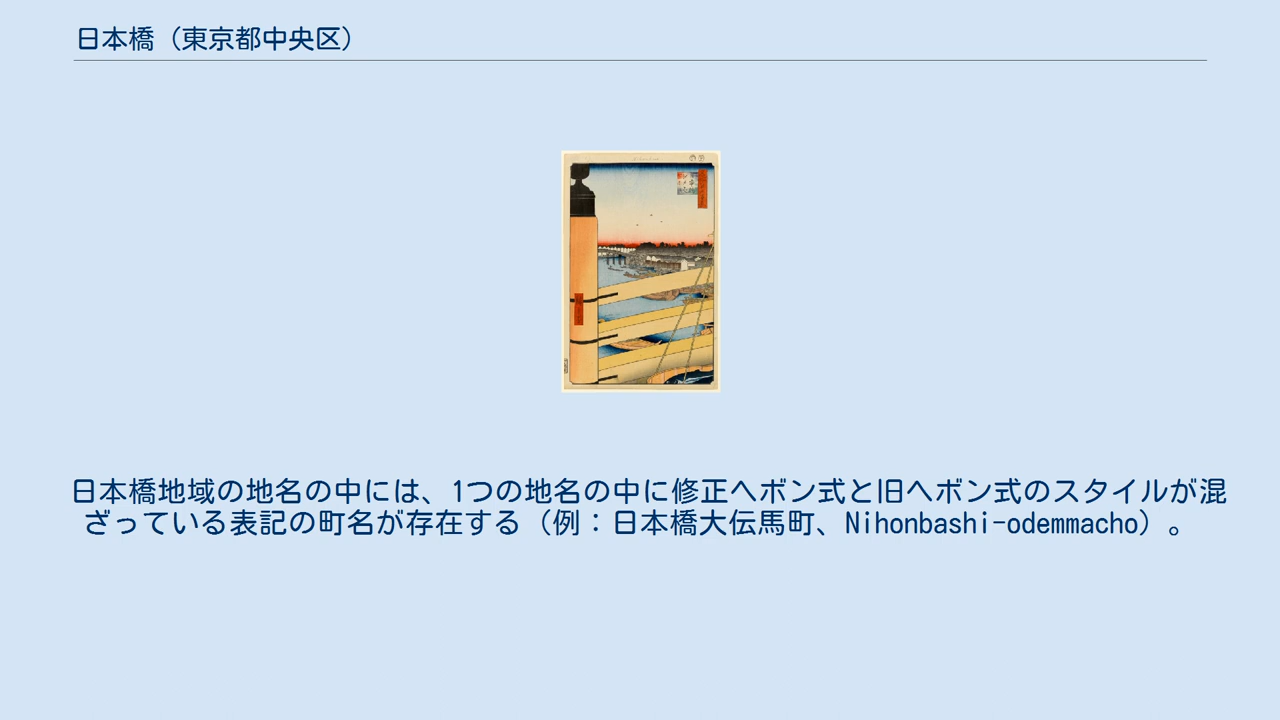 日本橋（東京都中央区）
日本橋地域の地名の中には、1つの地名の中に修正ヘボン式と旧ヘボン式のスタイルが混
ざっている表記の町名が存在する（例：日本橋大伝馬町、Nihonbashi-odemmacho）。